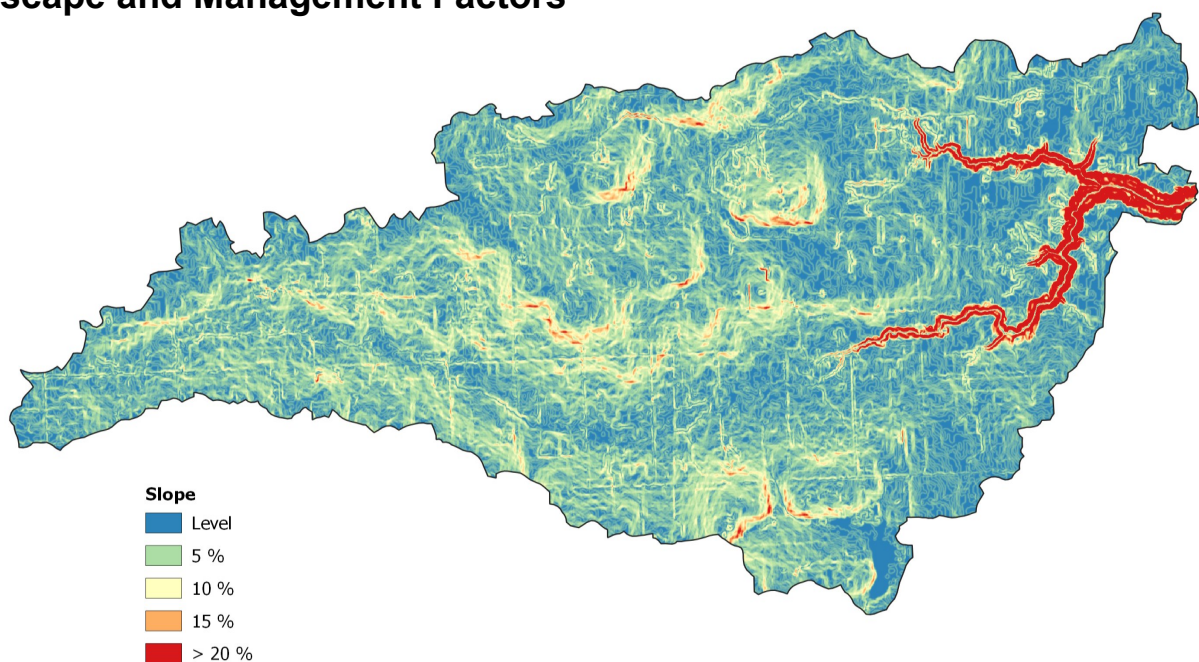 scape and Management Factors
Slope
Level
5 %
10 %
15 %
> 20 %